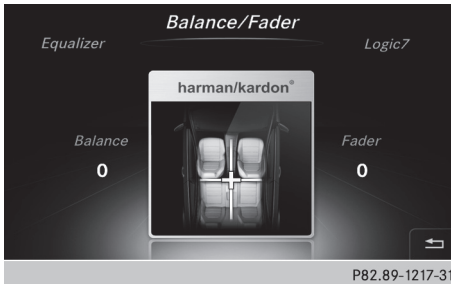 Balance/Fader
Equalizer
Logic7
harman/kardon®
Balance
Fader
0
0
P82.89-1217-31